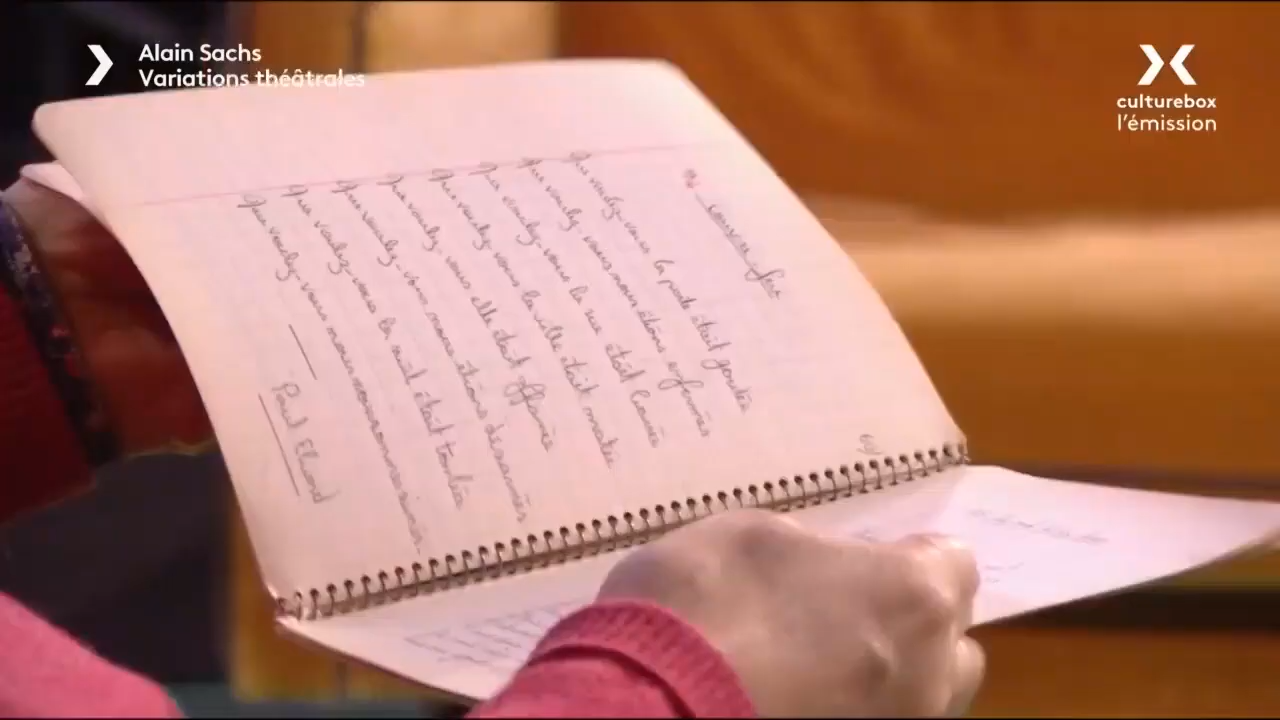 Alain Sachs
Variations théâtrales
culturebox
l'émission
couvre feu
Que voulez-vous la porte était gardée
Que voulez-vous nous étions enfermés
Que voulez-vous la rue était barrée
Que voulez-vous la ville était matée
Que voulez-vous elle était affamée
Que voulez-vous nous étions désarmés
Que voulez-vous la nuit était tombée
Que voulez-vous nous nous sommes aimés
Paul Eluard